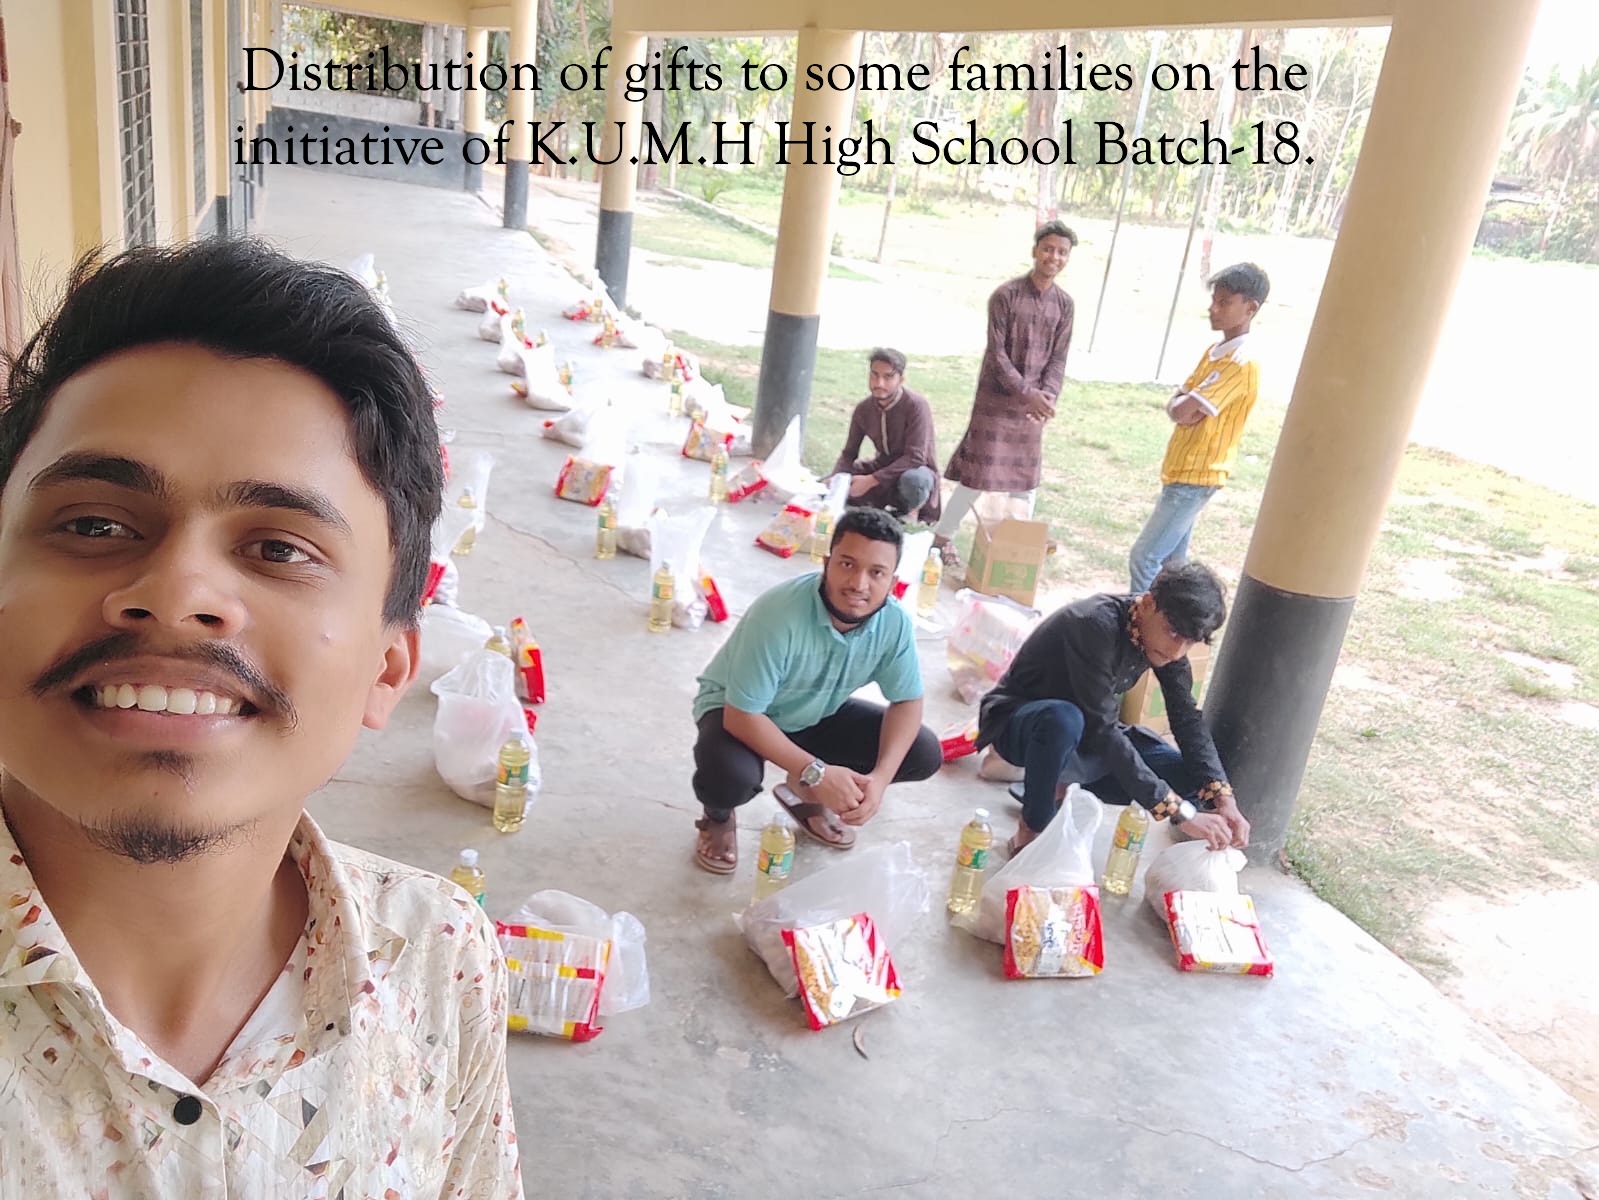 Distribution of gifts to some families on the
initiative of K.U.M.H High School Batch-18.